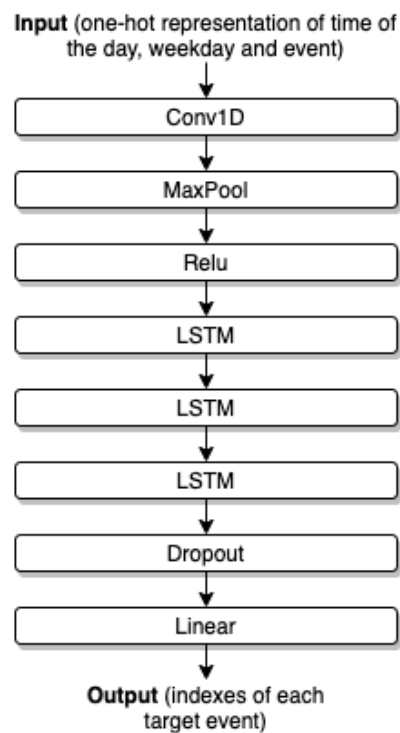 Input (one-hot representation of time of
the day, weekday and event)
Conv1D
MaxPool
Relu
LSTM
LSTM
LSTM
Dropout
Linear
Output (indexes of each
target event)